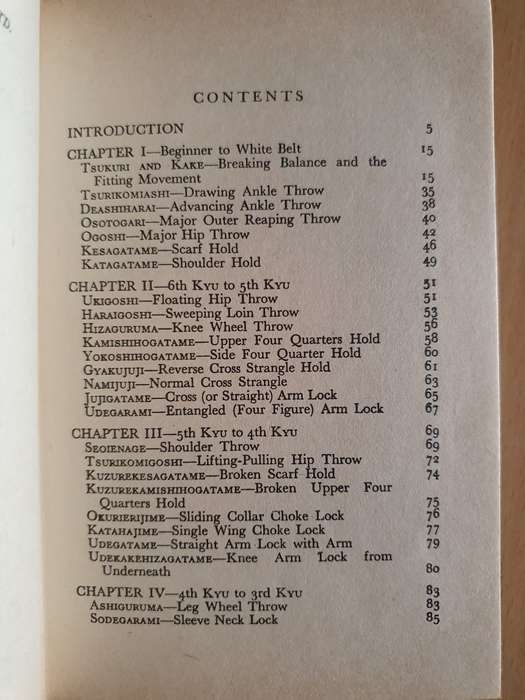 CONTENTS
INTRODUCTION 5
CHAPTER I—Beginner to White Belt 15
TSUKURI AND KAKE—Breaking Balance and the
Fitting Movement 15
TSURIKOMIASHI—Drawing Ankle Throw 35
DEASHIHARAI—Advancing Ankle Throw 38
OSOTOGARI—Major Outer Reaping Throw 40
OGOSHI—Major Hip Throw 42
KESAGATAME—Scarf Hold 46
KATAGATAME—Shoulder Hold 49
CHAPTER II—6th KYU to 5th KYU 51
UKIGOSHI—Floating Hip Throw 51
HARAIGOSHI—Sweeping Loin Throw 53
HIZAGURUMA—Knee Wheel Throw 56
KAMISHIHOGATAME—Upper Four Quarters Hold 58
YOKOSHIHOGATAME—Side Four Quarter Hold 60
GYAKUJUJI—Reverse Cross Strangle Hold 61
NAMIJUJI—Normal Cross Strangle 63
JUJIGATAME—Cross (or Straight) Arm Lock 65
UDEGARAMI—Entangled (Four Figure) Arm Lock 67
CHAPTER III—5th KYU to 4th KYU 69
SEOIENAGE—Shoulder Throw 69
TSURIKOMIGOSHI—Lifting-Pulling Hip Throw 72
KUZUREKESAGATAME—Broken Scarf Hold 74
KUZUREKAMISHIHOGATAME—Broken Upper Four
Quarters Hold 75
OKURIERIJIME—Sliding Collar Choke Lock 76
KATAHAJIME—Single Wing Choke Lock 77
UDEGATAME—Straight Arm Lock with Arm 79
UDEKAKEHIZAGATAME—Knee Arm Lock from
Underneath 80
CHAPTER IV—4th KYU to 3rd KYU 83
ASHIGURUMA—Leg Wheel Throw 83
SODEGARAMI—Sleeve Neck Lock 85